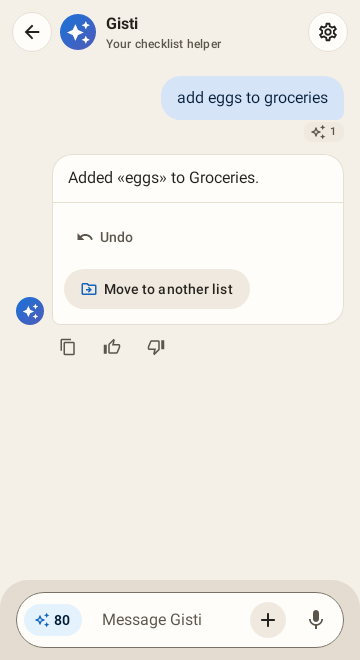 Gisti
Your checklist helper
add eggs to groceries
1
Added «eggs» to Groceries.
Undo
Move to another list
80
Message Gisti